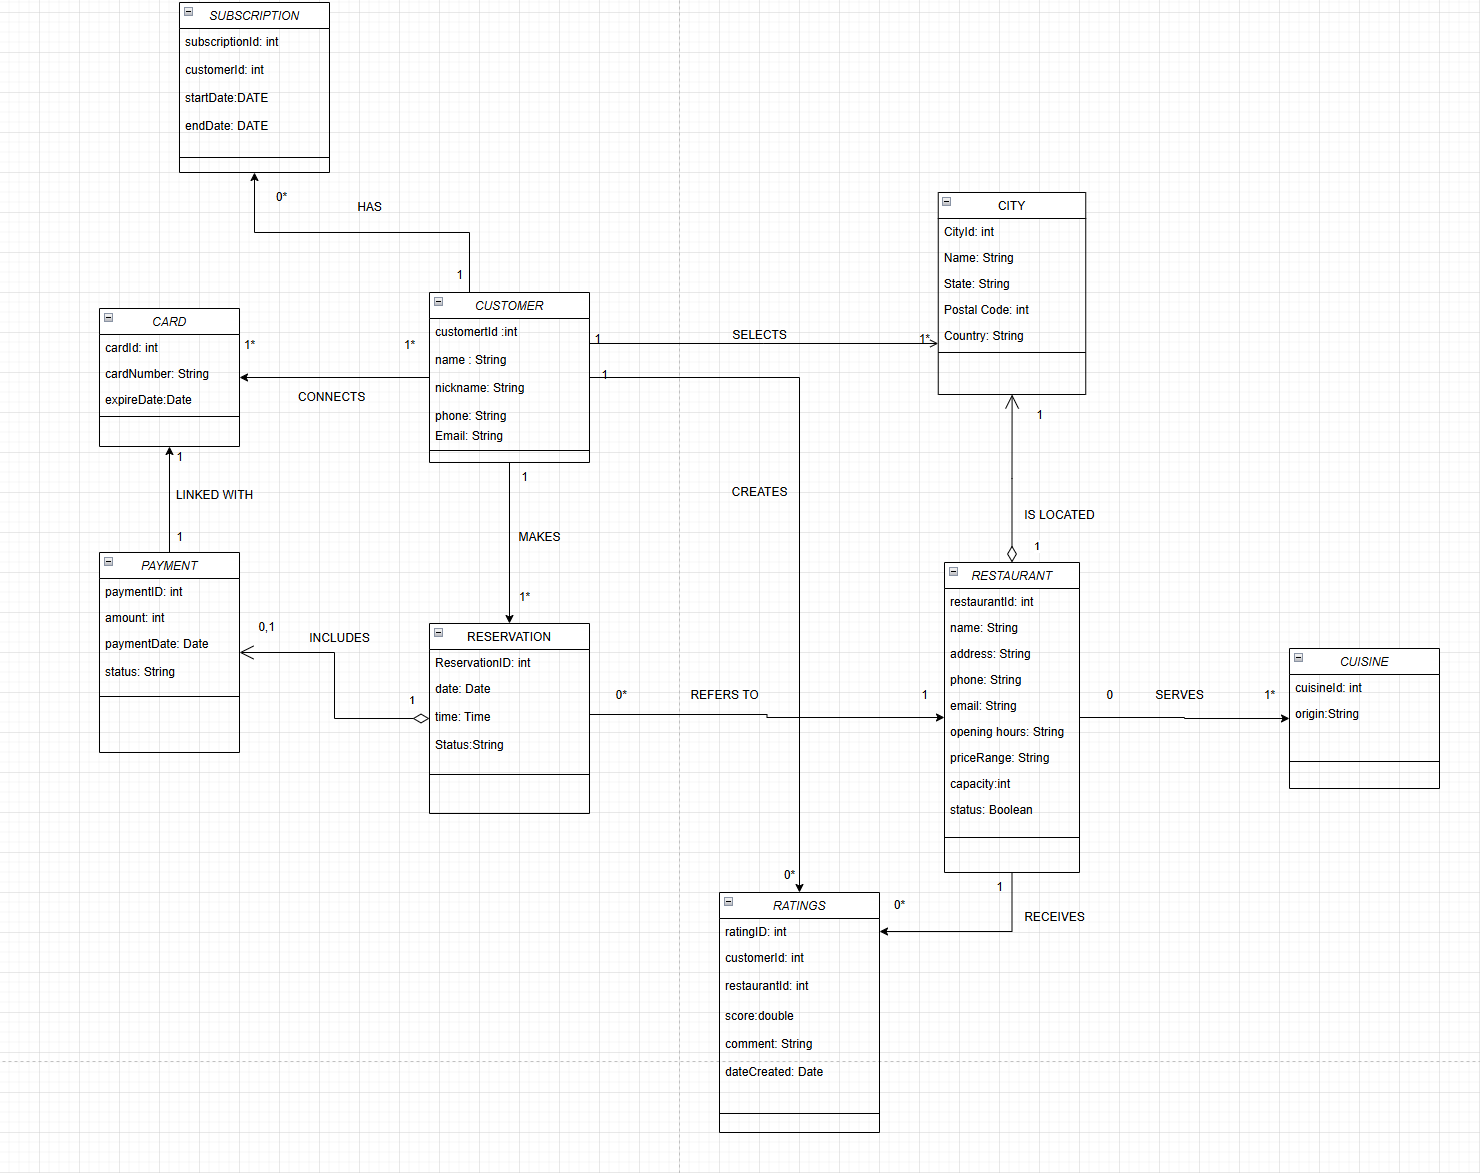 SUBSCRIPTION
subscriptionId: int
customerId: int
startDate:DATE
endDate: DATE
0*
HAS
1
CITY
CityId: int
Name: String
State: String
Postal Code: int
Country: String
CARD
cardId: int
cardNumber: String
expireDate:Date
1*
1*
CONNECTS
CUSTOMER
customertId :int
name : String
nickname: String
phone: String
Email: String
1
SELECTS
1*
1
1
LINKED WITH
1
1
MAKES
1*
CREATES
1
IS LOCATED
1
PAYMENT
paymentID: int
amount: int
paymentDate: Date
status: String
0,1
INCLUDES
1
RESERVATION
ReservationID: int
date: Date
time: Time
Status:String
0*
REFERS TO
1
RESTAURANT
restaurantId: int
name: String
address: String
phone: String
email: String
opening hours: String
priceRange: String
capacity:int
status: Boolean
0
SERVES
1*
CUISINE
cuisineId: int
origin:String
0*
1
0*
RECEIVES
RATINGS
ratingID: int
customerId: int
restaurantId: int
score:double
comment: String
dateCreated: Date